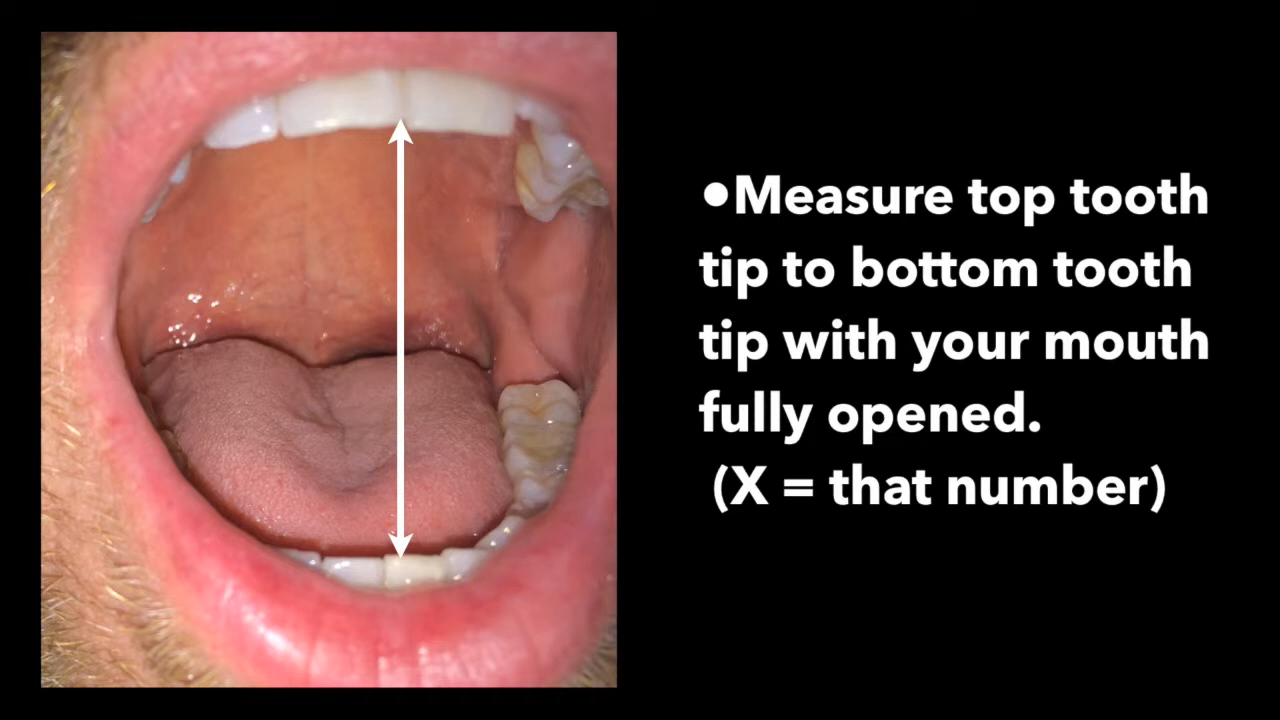 •Measure top tooth
tip to bottom tooth
tip with your mouth
fully opened.
(X = that number)